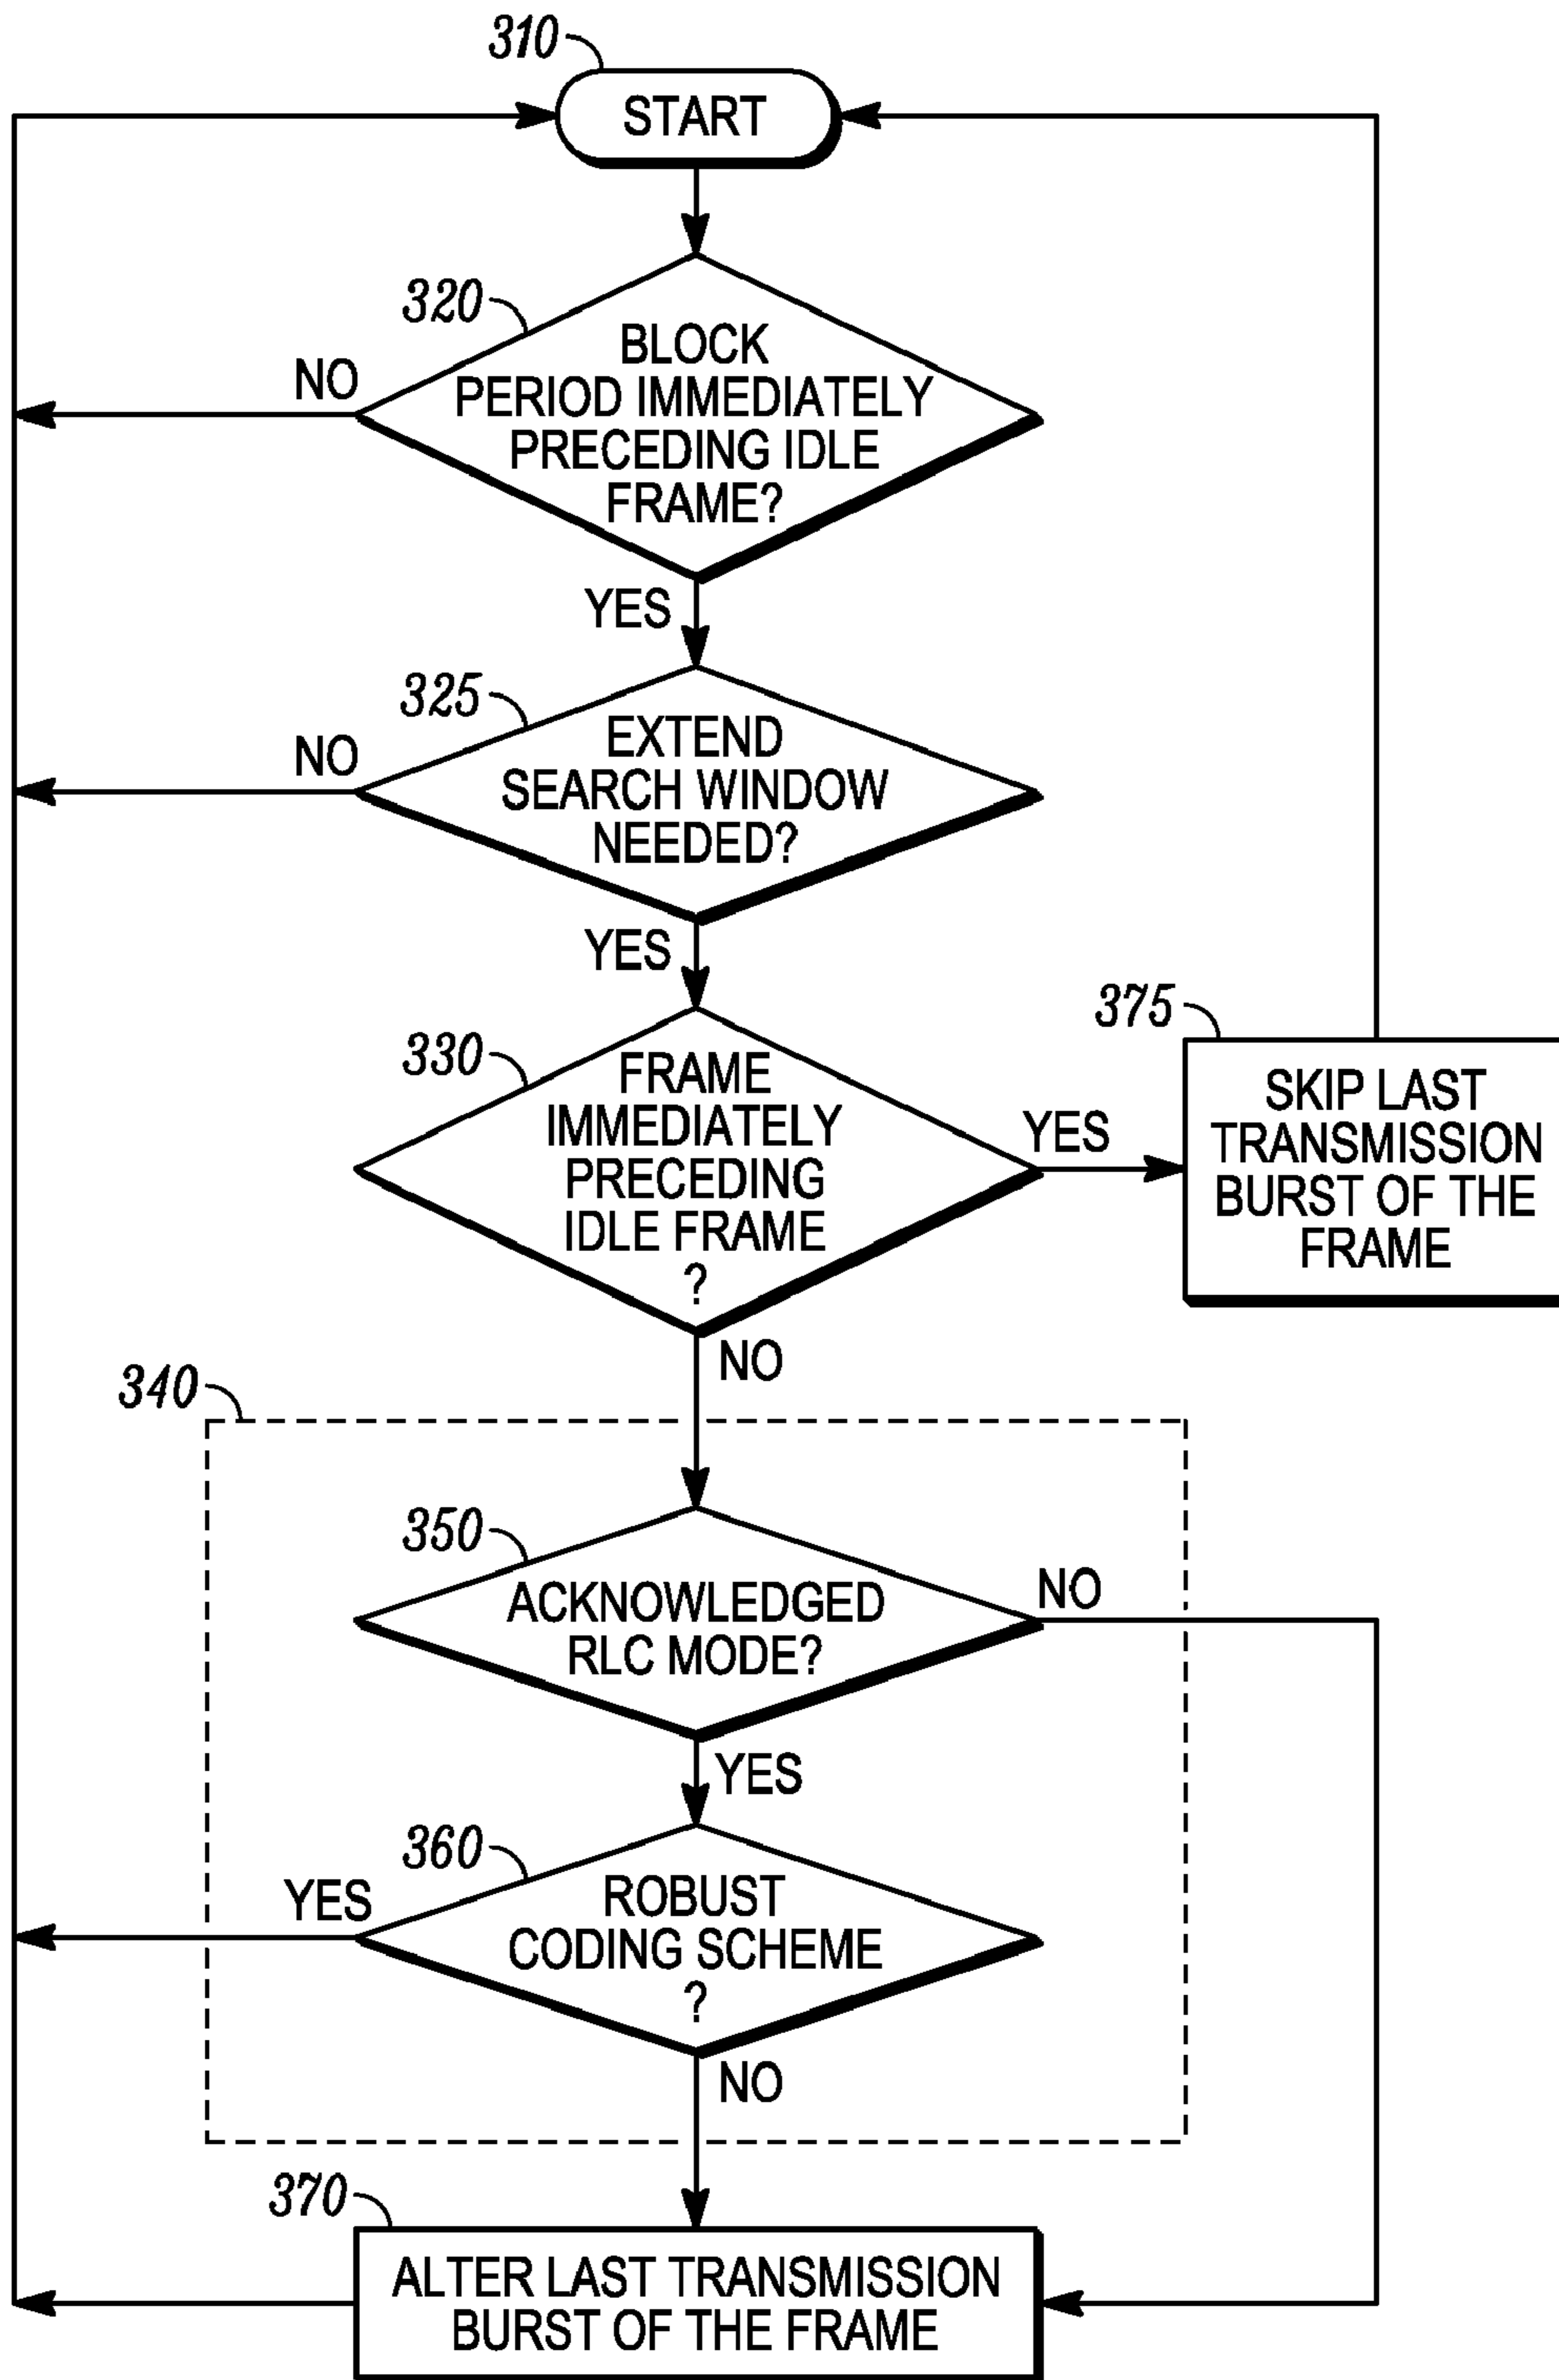 310
START
320
BLOCK
PERIOD IMMEDIATELY
PRECEDING IDLE
FRAME?
NO
YES
325
EXTEND
SEARCH WINDOW
NEEDED?
NO
YES
330
FRAME
IMMEDIATELY
PRECEDING
IDLE FRAME
?
YES
375
SKIP LAST
TRANSMISSION
BURST OF THE
FRAME
NO
340
350
ACKNOWLEDGED
RLC MODE?
NO
YES
360
ROBUST
CODING SCHEME
?
YES
NO
370
ALTER LAST TRANSMISSION
BURST OF THE FRAME